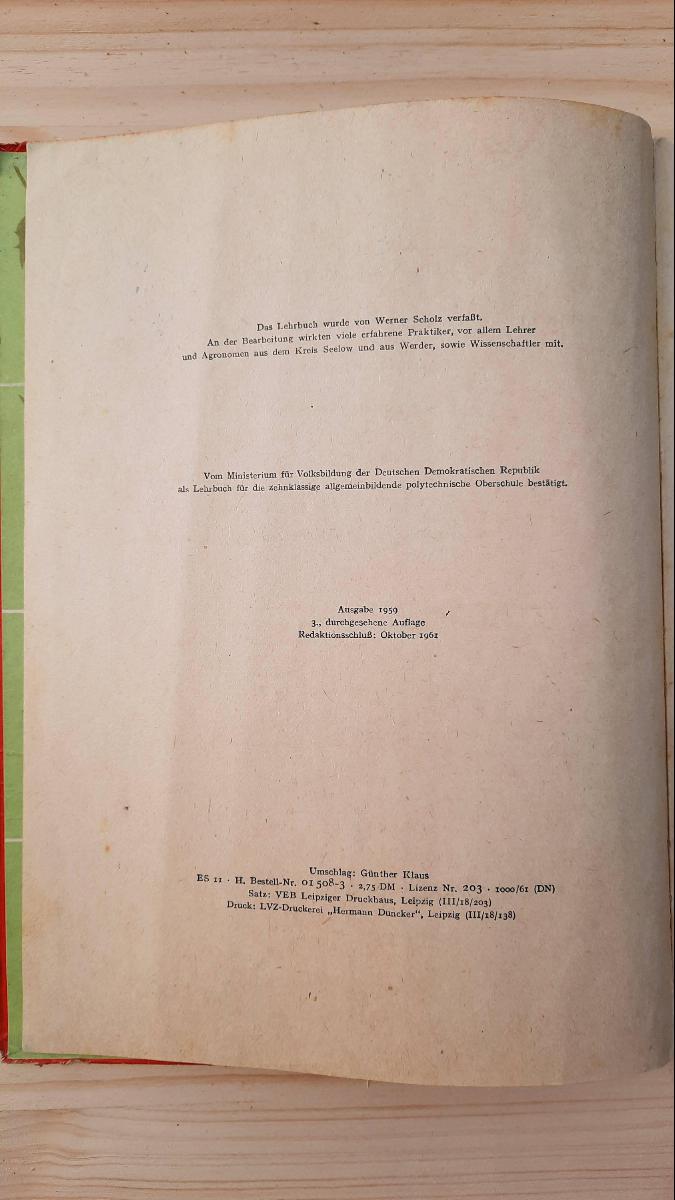 Das Lehrbuch wurde von Werner Scholz verfaßt.
An der Bearbeitung wirkten viele erfahrene Praktiker, vor allem Lehrer
und Agronomen aus dem Kreis Seelow und aus Werder, sowie Wissenschaftler mit.
Vom Ministerium für Volksbildung der Deutschen Demokratischen Republik
als Lehrbuch für die zehnklassige allgemeinbildende polytechnische Oberschule bestätigt.
Ausgabe 1959
3., durchgesehene Auflage
Redaktionsschluß: Oktober 1961
Umschlag: Günther Klaus
ES 11 · H. Bestell-Nr. 01 508-3 · 2,75 DM · Lizenz Nr. 203 · 1000/61 (DN)
Satz: VEB Leipziger Druckhaus, Leipzig (III/18/203)
Druck: LVZ-Druckerei „Hermann Duncker“, Leipzig (III/18/138)